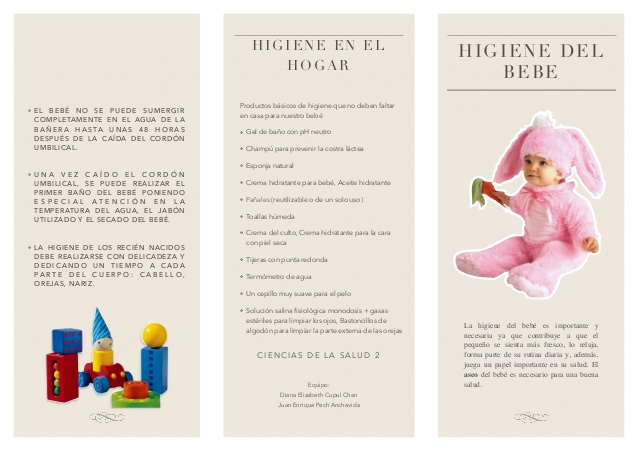 EL BEBÉ NO SE PUEDE SUMERGIR
COMPLETAMENTE EN EL AGUA DE LA
BAÑERA HASTA UNAS 48 HORAS
DESPUÉS DE LA CAÍDA DEL CORDÓN
UMBILICAL.
UNA VEZ CAÍDO EL CORDÓN
UMBILICAL, SE PUEDE REALIZAR EL
PRIMER BAÑO DEL BEBÉ PONIENDO
ESPECIAL ATENCIÓN EN LA
TEMPERATURA DEL AGUA, EL JABÓN
UTILIZADO Y EL SECADO DEL BEBÉ.
LA HIGIENE DE LOS RECIÉN NACIDOS
DEBE REALIZARSE CON DELICADEZA Y
DEDICANDO UN TIEMPO A CADA
PARTE DEL CUERPO: CABELLO,
OREJAS, NARIZ.
HIGIENE EN EL
HOGAR
Productos básicos de higiene que no deben faltar
en casa para nuestro bebé
Gel de baño con pH neutro
Champú para prevenir la costra láctea
Esponja natural
Crema hidratante para bebé, Aceite hidratante
Pañales (reutilizable o de un solo uso)
Toallas húmeda
Crema del culto, Crema hidratante para la cara
con piel seca
Tijeras con punta redonda
Termómetro de agua
Un cepillo muy suave para el pelo
Solución salina fisiológica monodosis + gasas
estériles para limpiar los ojos, Bastoncillos de
algodón para limpiar la parte externa de las orejas
CIENCIAS DE LA SALUD 2
Equipo:
Diana Elizabeth Cupul Chan
Juan Enrique Pech Anchevida
HIGIENE DEL
BEBE
La higiene del bebé es importante y
necesaria ya que contribuye a que el
pequeño se sienta más fresco, lo relaja,
forma parte de su rutina diaria y, además,
juega un papel importante en su salud. El
aseo del bebé es necesario para una buena
salud.